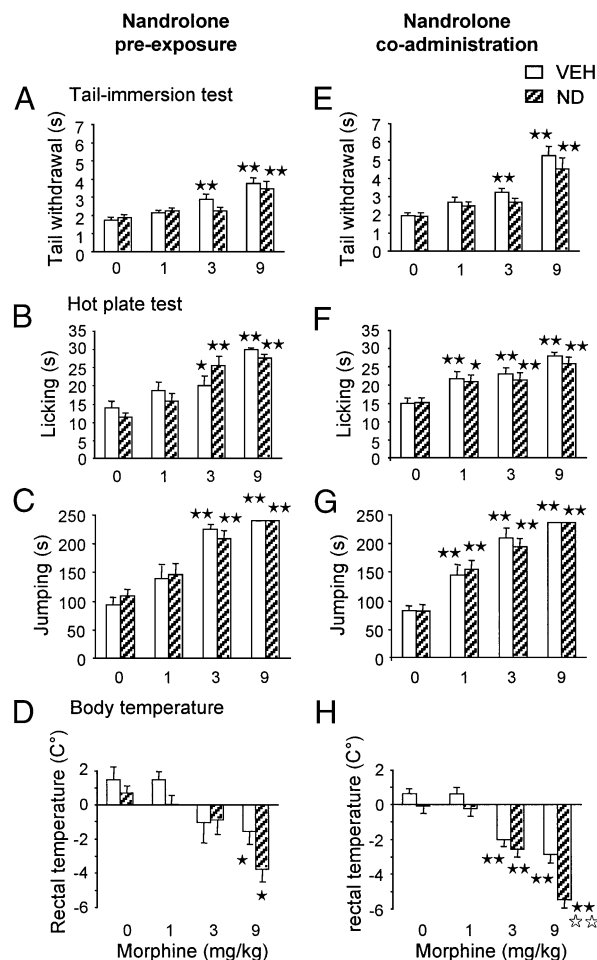 Nandrolone
pre-exposure
Nandrolone
co-administration
VEH
ND
A
Tail-immersion test
Tail withdrawal (s)
7
6
5
4
3
2
1
0
★★
★★ ★★
0 1 3 9
E
Tail withdrawal (s)
7
6
5
4
3
2
1
0
★★
★★ ★★
0 1 3 9
Hot plate test
B
Licking (s)
35
30
25
20
15
10
5
0
★ ★★
★★ ★★
0 1 3 9
F
Licking (s)
35
30
25
20
15
10
5
0
★★ ★
★★ ★★
★★ ★★
0 1 3 9
C
Jumping (s)
250
200
150
100
50
0
★★ ★★
★★ ★★
0 1 3 9
G
Jumping (s)
250
200
150
100
50
0
★★ ★★
★★ ★★
★★ ★★
0 1 3 9
D
Body temperature
Rectal temperature (C°)
2
0
-2
-4
-6
★
★
0 1 3 9
Morphine (mg/kg)
H
rectal temperature (C°)
2
0
-2
-4
-6
★★ ★★
★★ ★★
☆☆
0 1 3 9
Morphine (mg/kg)